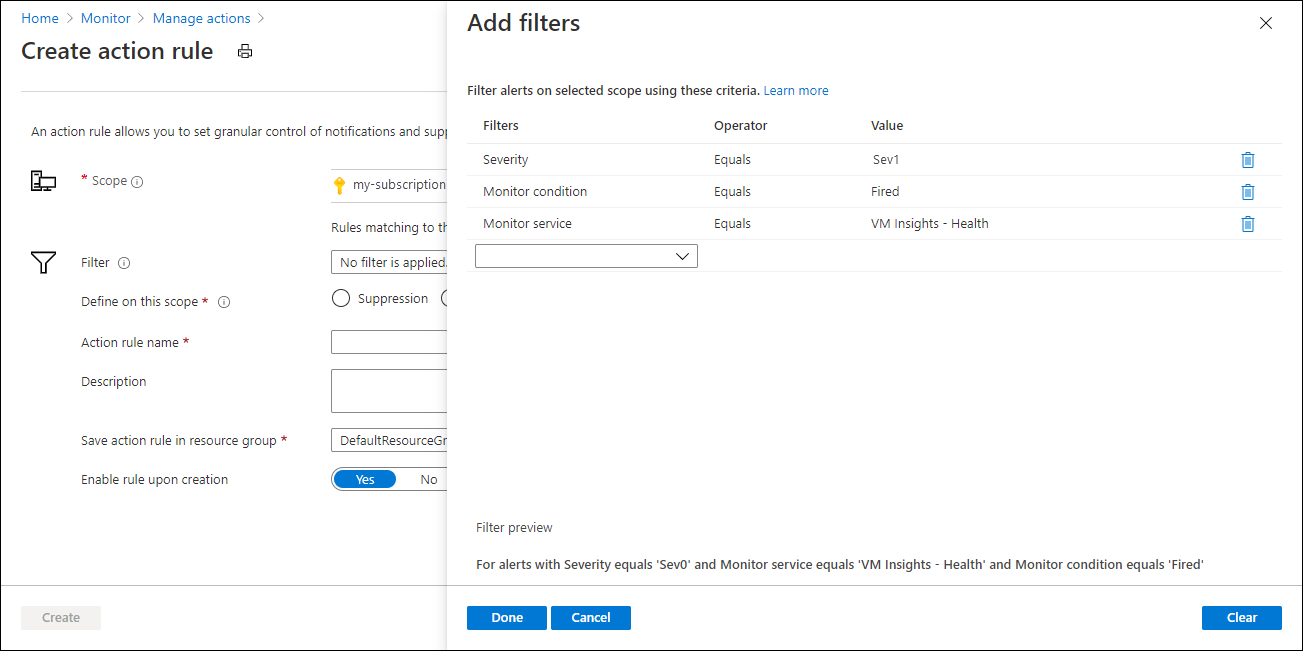 Home > Monitor > Manage actions >
Create action rule
An action rule allows you to set granular control of notifications and sup
* Scope
my-subscription
Rules matching to th
Filter
No filter is applied.
Define on this scope *
Suppression
Action rule name *
Description
Save action rule in resource group *
DefaultResourceGr
Enable rule upon creation
Yes No
Create
Add filters
Filter alerts on selected scope using these criteria. Learn more
Filters Operator Value
Severity Equals Sev1
Monitor condition Equals Fired
Monitor service Equals VM Insights - Health
Filter preview
For alerts with Severity equals 'Sev0' and Monitor service equals 'VM Insights - Health' and Monitor condition equals 'Fired'
Done Cancel Clear